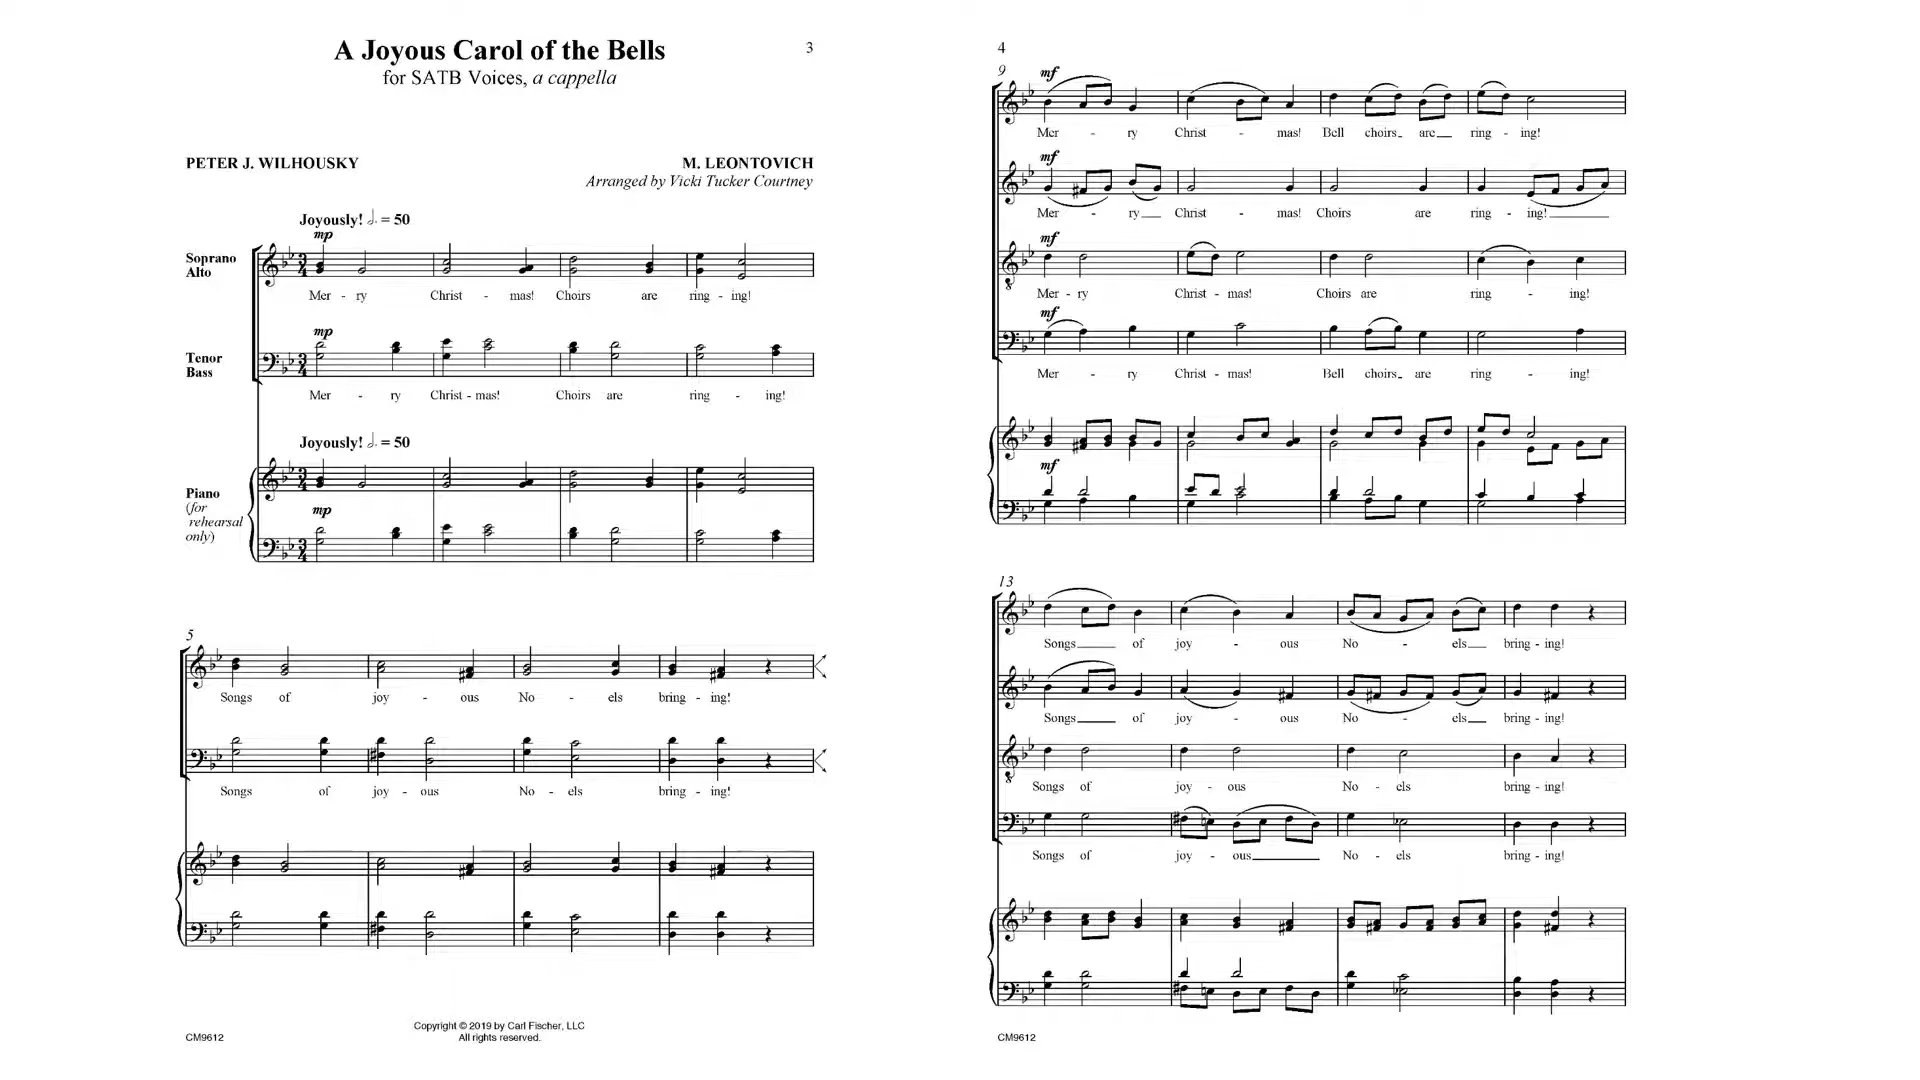 A Joyous Carol of the Bells
3
for SATB Voices, a cappella
PETER J. WILHOUSKY
M. LEONTOVICH
Arranged by Vicki Tucker Courtney
Joyously! = 50
mp
Soprano
Alto
Mer - ry Christ - mas! Choirs are ring - ing!
mp
Tenor
Bass
Mer - ry Christ - mas! Choirs are ring - ing!
Joyously! = 50
Piano
(for
rehearsal
only)
mp
5
Songs of joy - ous No - els bring - ing!
Songs of joy - ous No - els bring - ing!
Copyright © 2019 by Carl Fischer, LLC
All rights reserved.
CM9612
4
9
mf
Mer - ry Christ - mas! Bell choirs are ring - ing!
mf
Mer - ry Christ - mas! Choirs are ring - ing!
mf
Mer - ry Christ - mas! Choirs are ring - ing!
mf
Mer - ry Christ - mas! Bell choirs are ring - ing!
mf
13
Songs of joy - ous No - els bring - ing!
Songs of joy - ous No - els bring - ing!
Songs of joy - ous No - els bring - ing!
Songs of joy - ous No - els bring - ing!
CM9612